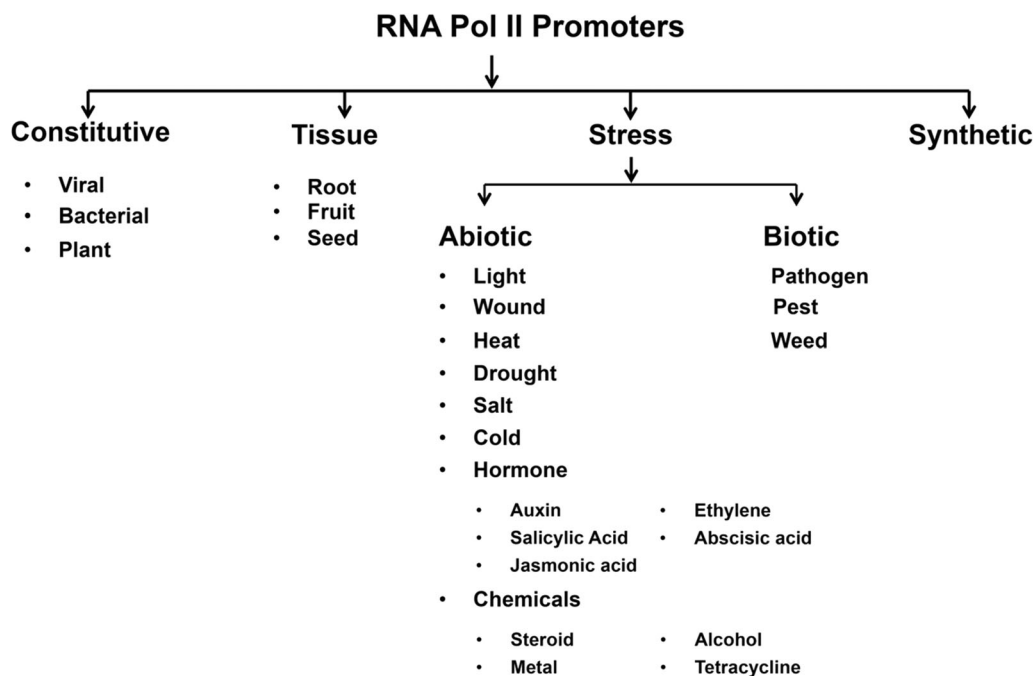 RNA Pol II Promoters
Constitutive
• Viral
• Bacterial
• Plant
Tissue
• Root
• Fruit
• Seed
Stress
Abiotic
• Light
• Wound
• Heat
• Drought
• Salt
• Cold
• Hormone
• Auxin
• Salicylic Acid
• Jasmonic acid
• Ethylene
• Abscisic acid
• Chemicals
• Steroid
• Metal
• Alcohol
• Tetracycline
Biotic
Pathogen
Pest
Weed
Synthetic